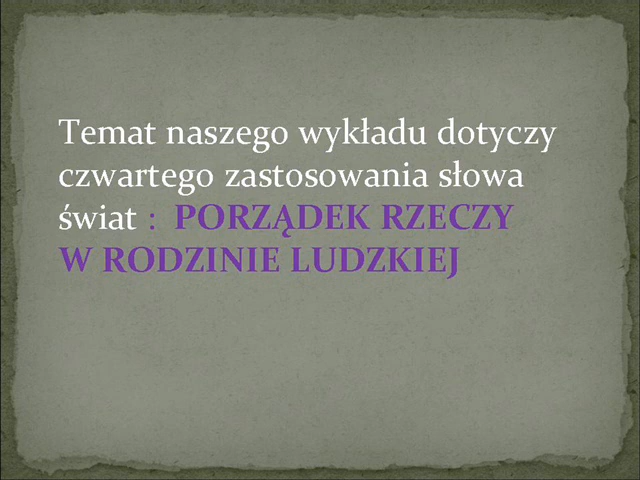 Temat naszego wykładu dotyczy
czwartego zastosowania słowa
świat : PORZĄDEK RZECZY
W RODZINIE LUDZKIEJ